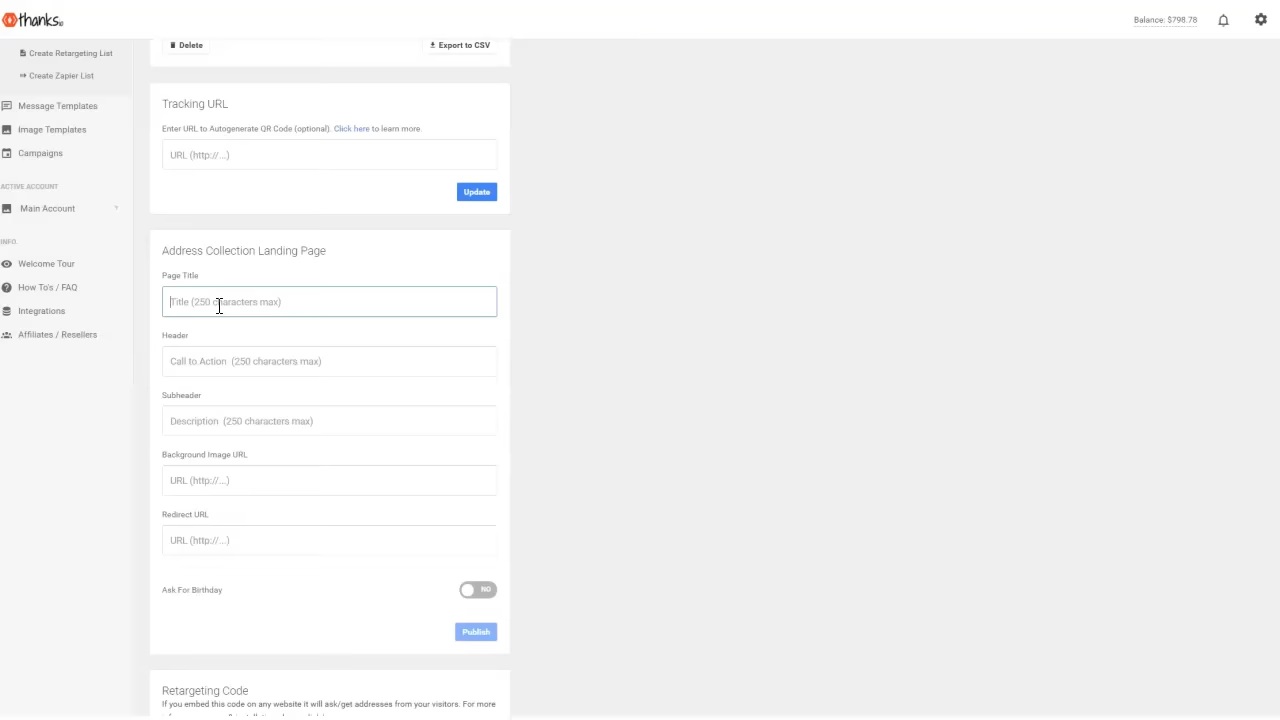 thanks.io
Balance: $798.78
Create Retargeting List
Create Zapier List
Message Templates
Image Templates
Campaigns
ACTIVE ACCOUNT
Main Account
INFO.
Welcome Tour
How To's / FAQ
Integrations
Affiliates / Resellers
Delete
Export to CSV
Tracking URL
Enter URL to Autogenerate QR Code (optional). Click here to learn more.
URL (http://...)
Update
Address Collection Landing Page
Page Title
Title (250 characters max)
Header
Call to Action (250 characters max)
Subheader
Description (250 characters max)
Background Image URL
URL (http://...)
Redirect URL
URL (http://...)
Ask For Birthday
NO
Publish
Retargeting Code
If you embed this code on any website it will ask/get addresses from your visitors. For more